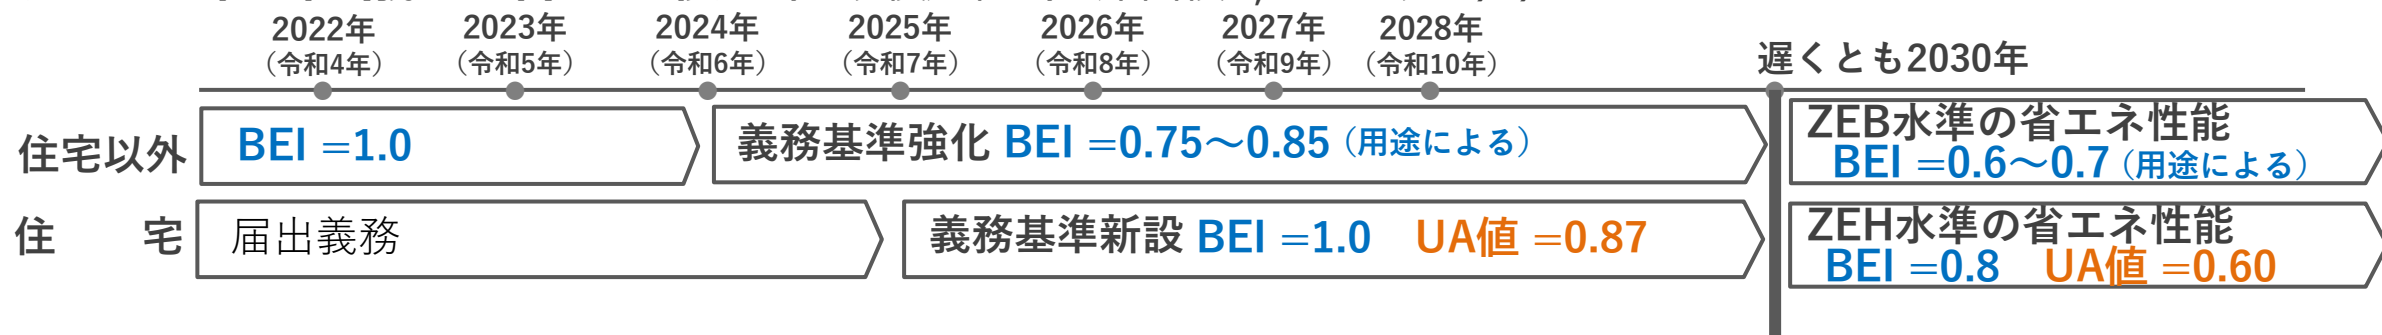 2022年 2023年 2024年 2025年 2026年 2027年 2028年
（令和4年） （令和5年） （令和6年） （令和7年） （令和8年） （令和9年） （令和10年）
遅くとも2030年
住宅以外
BEI =1.0
義務基準強化 BEI =0.75～0.85（用途による）
ZEB水準の省エネ性能
BEI =0.6～0.7（用途による）
住　宅
届出義務
義務基準新設 BEI =1.0 UA値 =0.87
ZEH水準の省エネ性能
BEI =0.8 UA値 =0.60